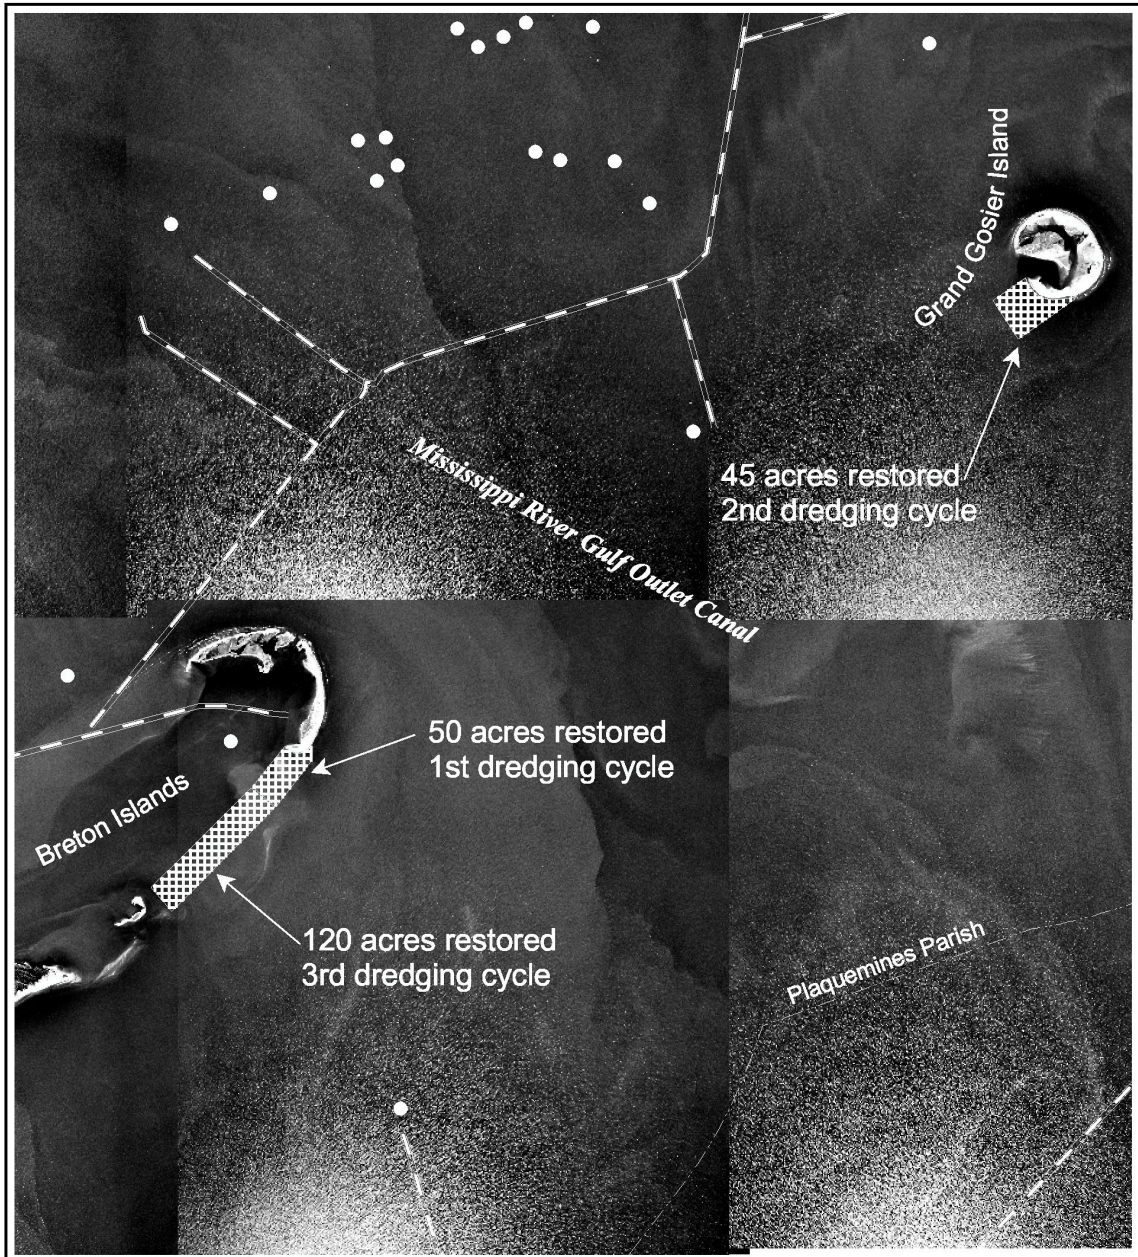 Grand Gosier Island
45 acres restored
2nd dredging cycle
Mississippi River Gulf Outlet Canal
50 acres restored
1st dredging cycle
Breton Islands
120 acres restored
3rd dredging cycle
Plaquemines Parish